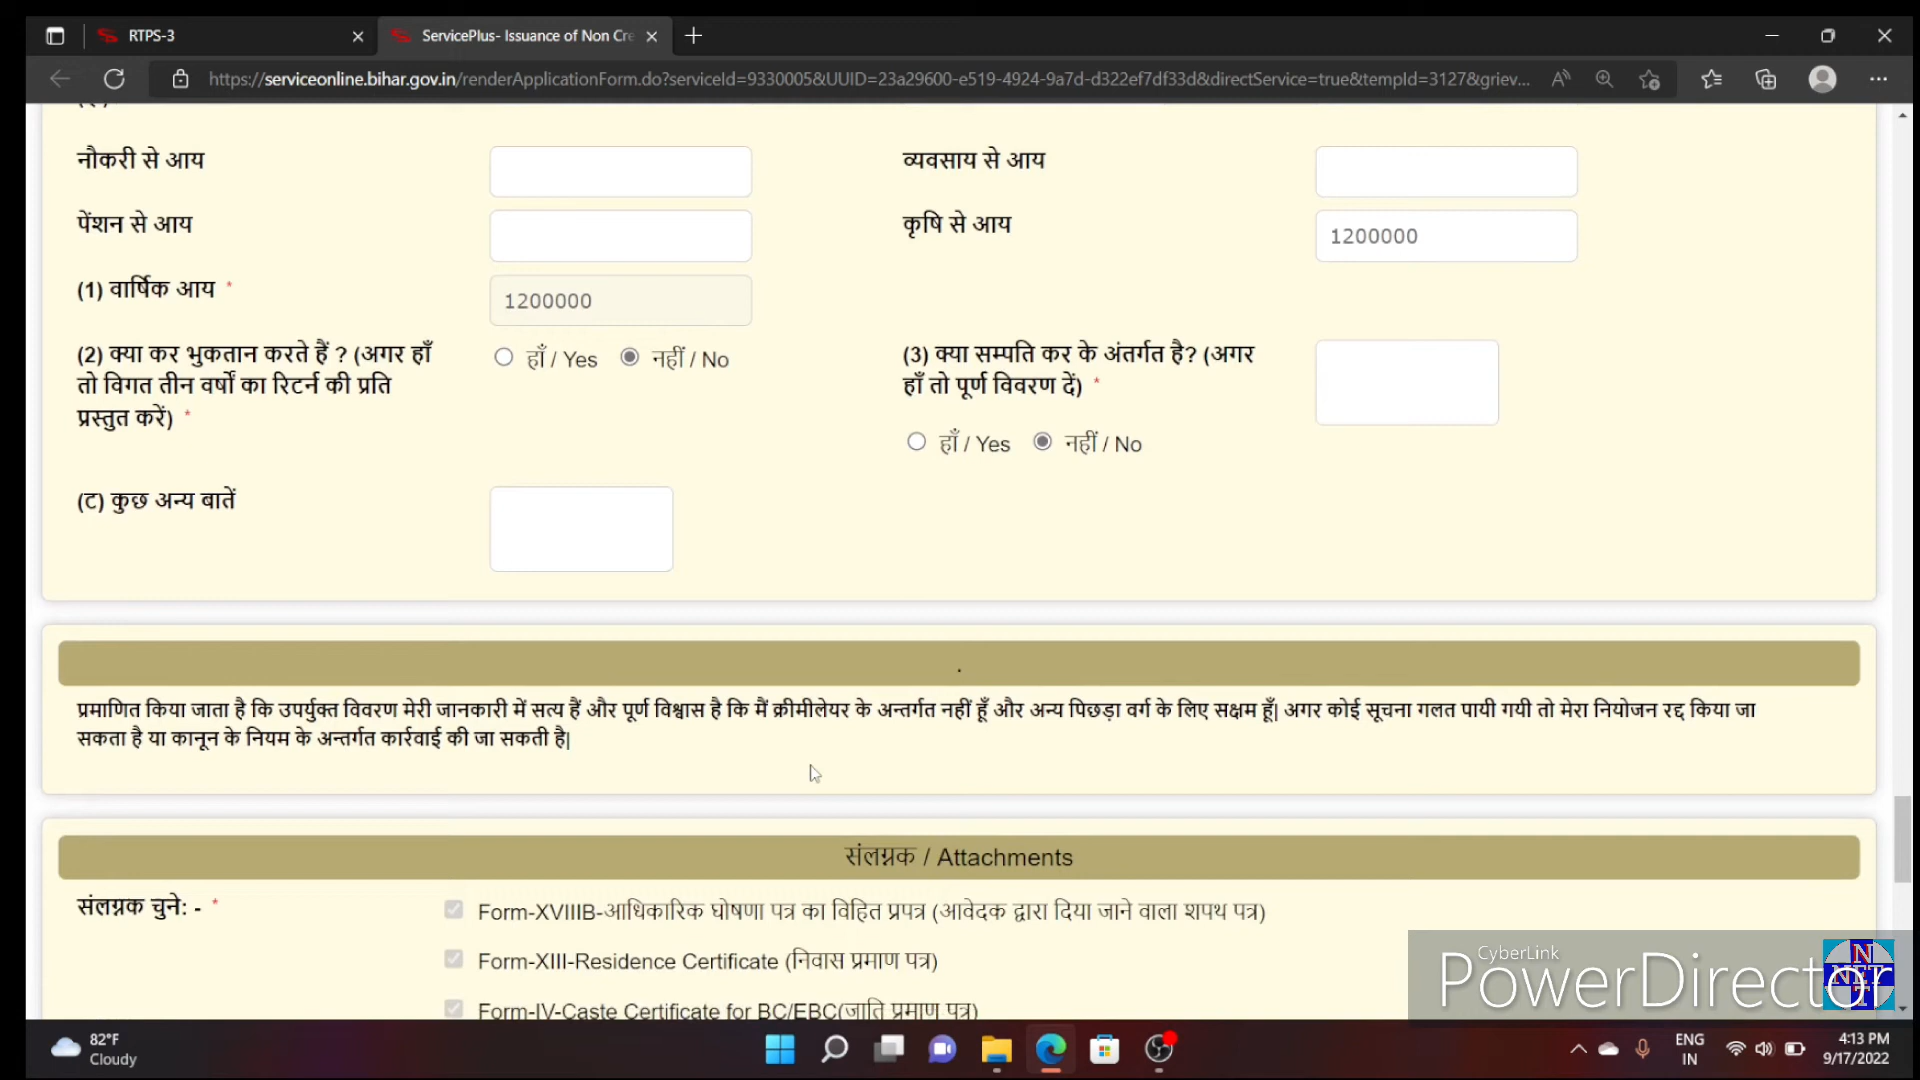 RTPS-3
ServicePlus- Issuance of Non Cre
https://serviceonline.bihar.gov.in/renderApplicationForm.do?serviceId=9330005&UUID=23a29600-e519-4924-9a7d-d322ef7df33d&directService=true&tempId=3127&griev...
नौकरी से आय
व्यवसाय से आय
पेंशन से आय
कृषि से आय
1200000
(1) वार्षिक आय *
1200000
(2) क्या कर भुकतान करते हैं ? (अगर हाँ
तो विगत तीन वर्षों का रिटर्न की प्रति
प्रस्तुत करें) *
हाँ / Yes नहीं / No
(3) क्या सम्पति कर के अंतर्गत है? (अगर
हाँ तो पूर्ण विवरण दें) *
हाँ / Yes नहीं / No
(ट) कुछ अन्य बातें
.
प्रमाणित किया जाता है कि उपर्युक्त विवरण मेरी जानकारी में सत्य हैं और पूर्ण विश्वास है कि मैं क्रीमीलेयर के अन्तर्गत नहीं हूँ और अन्य पिछड़ा वर्ग के लिए सक्षम हूँ| अगर कोई सूचना गलत पायी गयी तो मेरा नियोजन रद्द किया जा
सकता है या कानून के नियम के अन्तर्गत कार्रवाई की जा सकती है|
संलग्नक / Attachments
संलग्नक चुने: - *
Form-XVIIIB-आधिकारिक घोषणा पत्र का विहित प्रपत्र (आवेदक द्वारा दिया जाने वाला शपथ पत्र)
Form-XIII-Residence Certificate (निवास प्रमाण पत्र)
Form-IV-Caste Certificate for BC/EBC(जाति प्रमाण पत्र)
CyberLink
PowerDirector
N
NET
T
82°F
Cloudy
ENG
IN
4:13 PM
9/17/2022